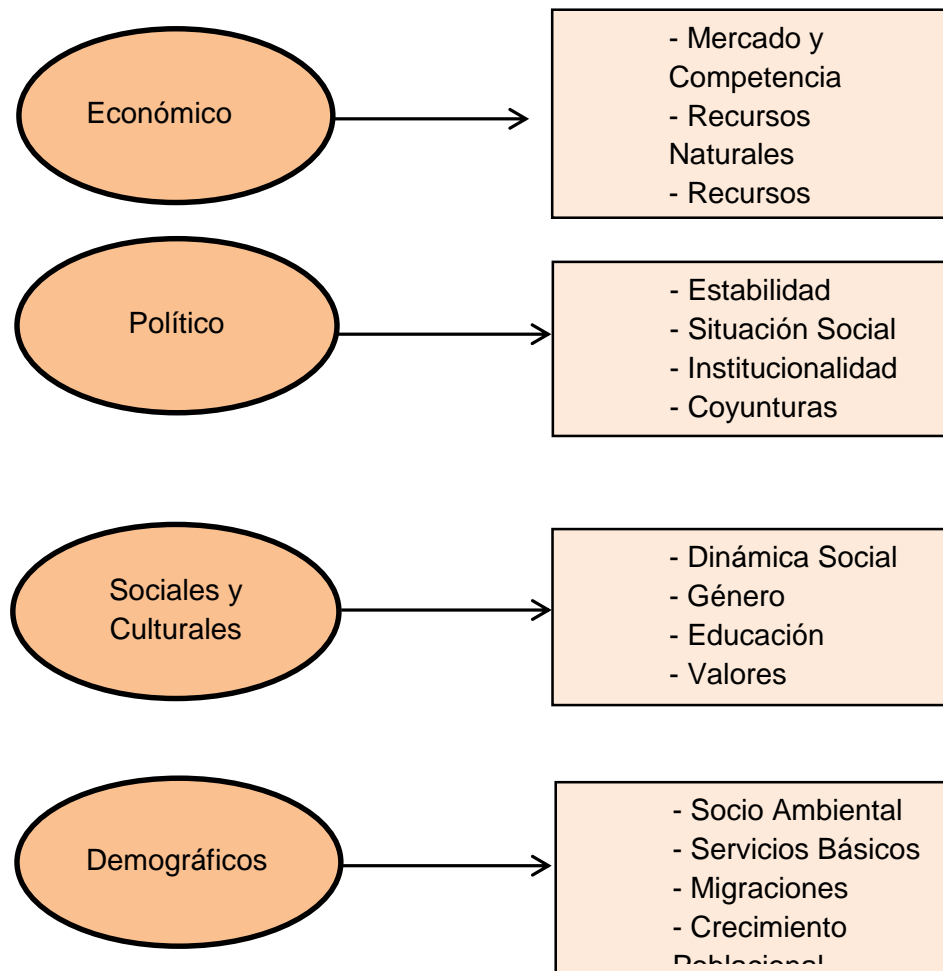 Económico
- Mercado y
Competencia
- Recursos
Naturales
- Recursos
Político
- Estabilidad
- Situación Social
- Institucionalidad
- Coyunturas
Sociales y
Culturales
- Dinámica Social
- Género
- Educación
- Valores
Demográficos
- Socio Ambiental
- Servicios Básicos
- Migraciones
- Crecimiento
Poblacional